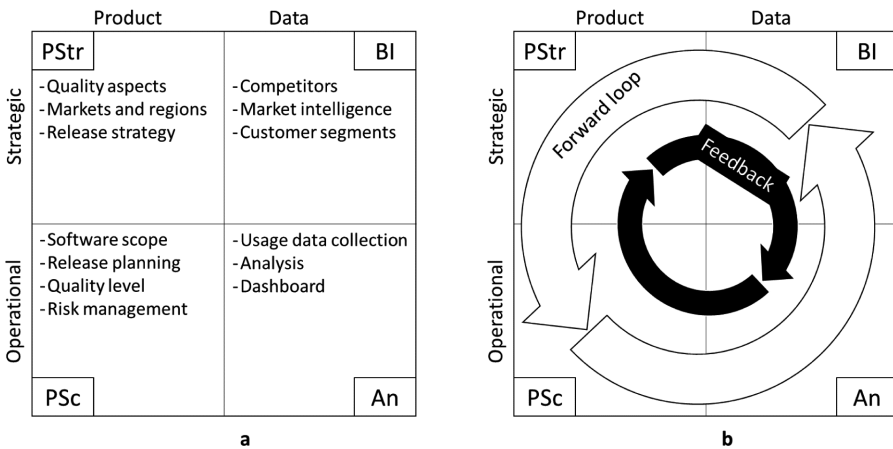 Product
Data
Strategic
Operational
PStr
BI
-Quality aspects
-Markets and regions
-Release strategy
-Competitors
-Market intelligence
-Customer segments
-Software scope
-Release planning
-Quality level
-Risk management
-Usage data collection
-Analysis
-Dashboard
PSc
An
a
Product
Data
Strategic
Operational
PStr
BI
Forward loop
Feedback
PSc
An
b